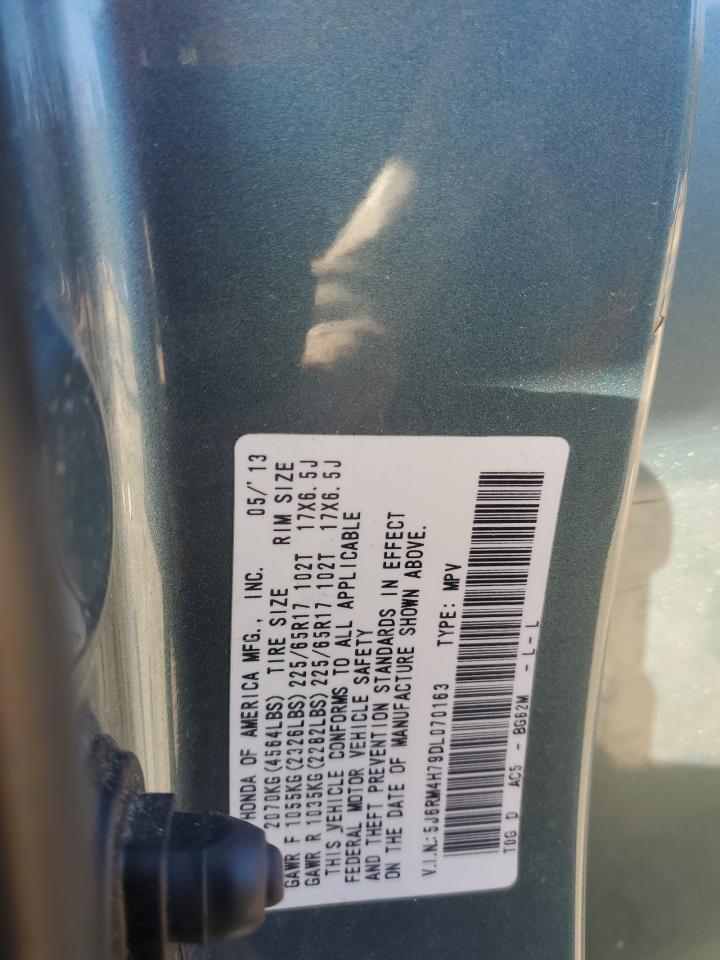 HONDA OF AMERICA MFG., INC. 05/'13
2070KG(4564LBS) TIRE SIZE RIM SIZE
GAWR F 1055KG(2326LBS) 225/65R17 102T 17X6.5J
GAWR R 1035KG(2282LBS) 225/65R17 102T 17X6.5J
THIS VEHICLE CONFORMS TO ALL APPLICABLE
FEDERAL MOTOR VEHICLE SAFETY
AND THEFT PREVENTION STANDARDS IN EFFECT
ON THE DATE OF MANUFACTURE SHOWN ABOVE.
V.I.N.: 5J6RM4H79DL070163 TYPE: MPV
T0G D AC5 - BG62M - L- L